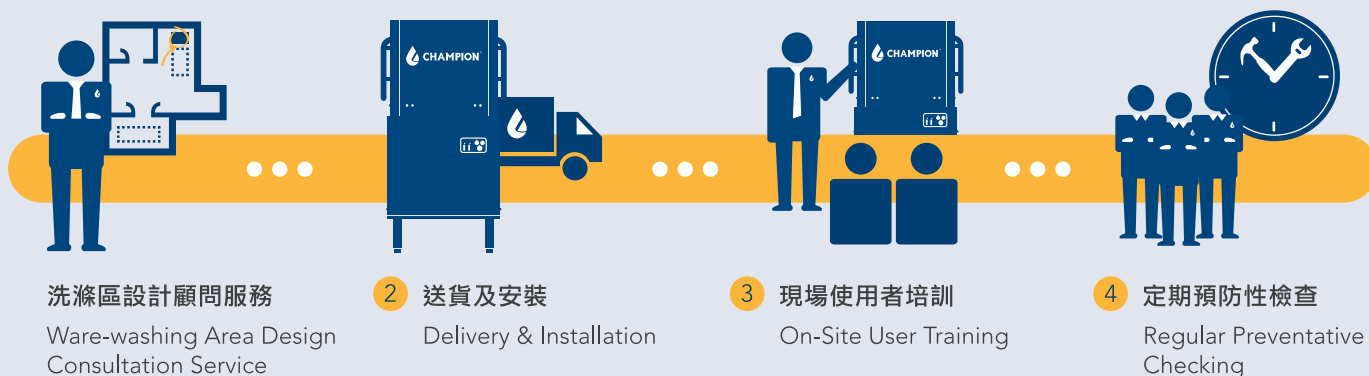 CHAMPION
CHAMPION
洗滌區設計顧問服務
Ware-washing Area Design
Consultation Service
2 送貨及安裝
Delivery & Installation
3 現場使用者培訓
On-Site User Training
4 定期預防性檢查
Regular Preventative
Checking